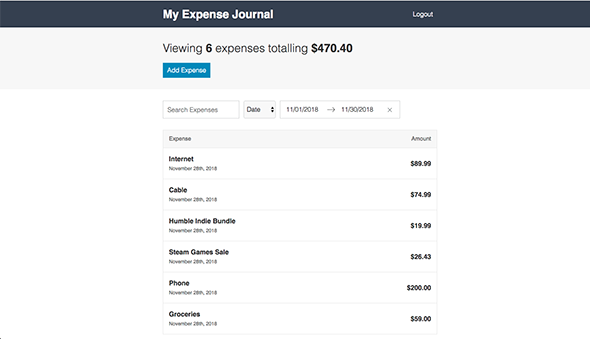 My Expense Journal Logout
Viewing 6 expenses totalling $470.40
Add Expense
Search Expenses Date 11/01/2018 → 11/30/2018 ×
Expense Amount
Internet
November 28th, 2018 $89.99
Cable
November 28th, 2018 $74.99
Humble Indie Bundle
November 28th, 2018 $19.99
Steam Games Sale
November 28th, 2018 $26.43
Phone
November 28th, 2018 $200.00
Groceries
November 28th, 2018 $59.00